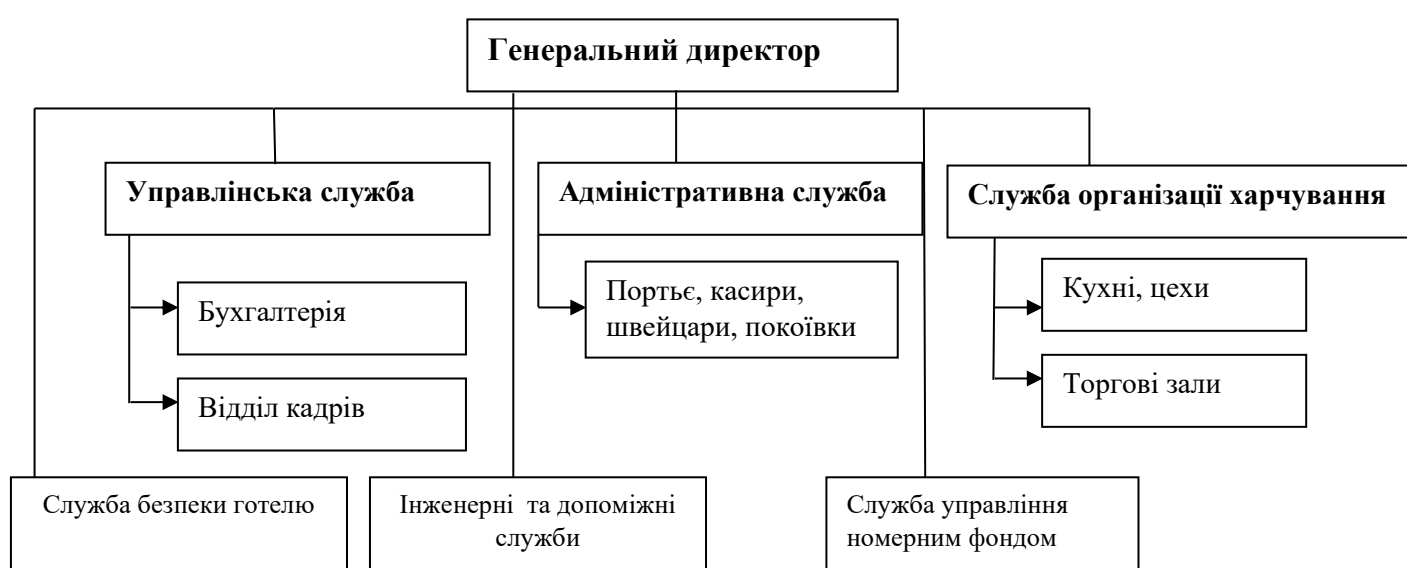 Генеральний директор
Управлінська служба
Адміністративна служба
Служба організації харчування
Бухгалтерія
Відділ кадрів
Портьє, касири,
швейцари, покоївки
Кухні, цехи
Торгові зали
Служба безпеки готелю
Інженерні та допоміжні
служби
Служба управління
номерним фондом